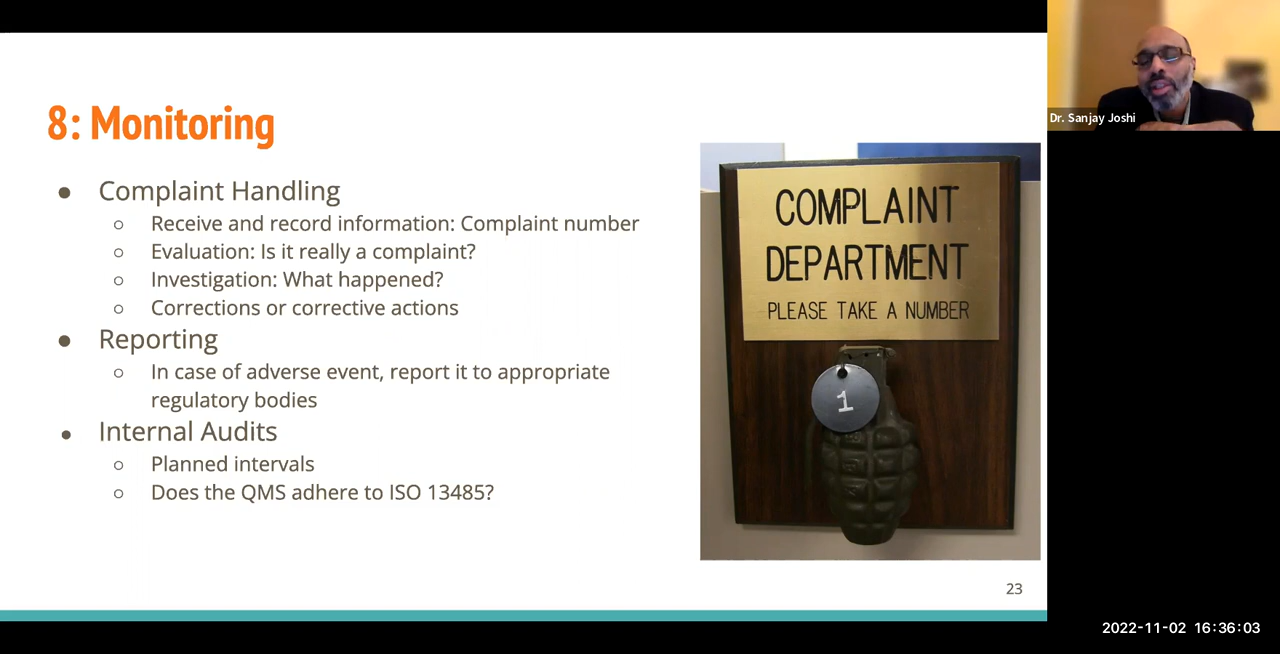 8: Monitoring
● Complaint Handling
○ Receive and record information: Complaint number
○ Evaluation: Is it really a complaint?
○ Investigation: What happened?
○ Corrections or corrective actions
● Reporting
○ In case of adverse event, report it to appropriate
regulatory bodies
● Internal Audits
○ Planned intervals
○ Does the QMS adhere to ISO 13485?
COMPLAINT
DEPARTMENT
PLEASE TAKE A NUMBER
1
23
Dr. Sanjay Joshi
2022-11-02 16:36:03